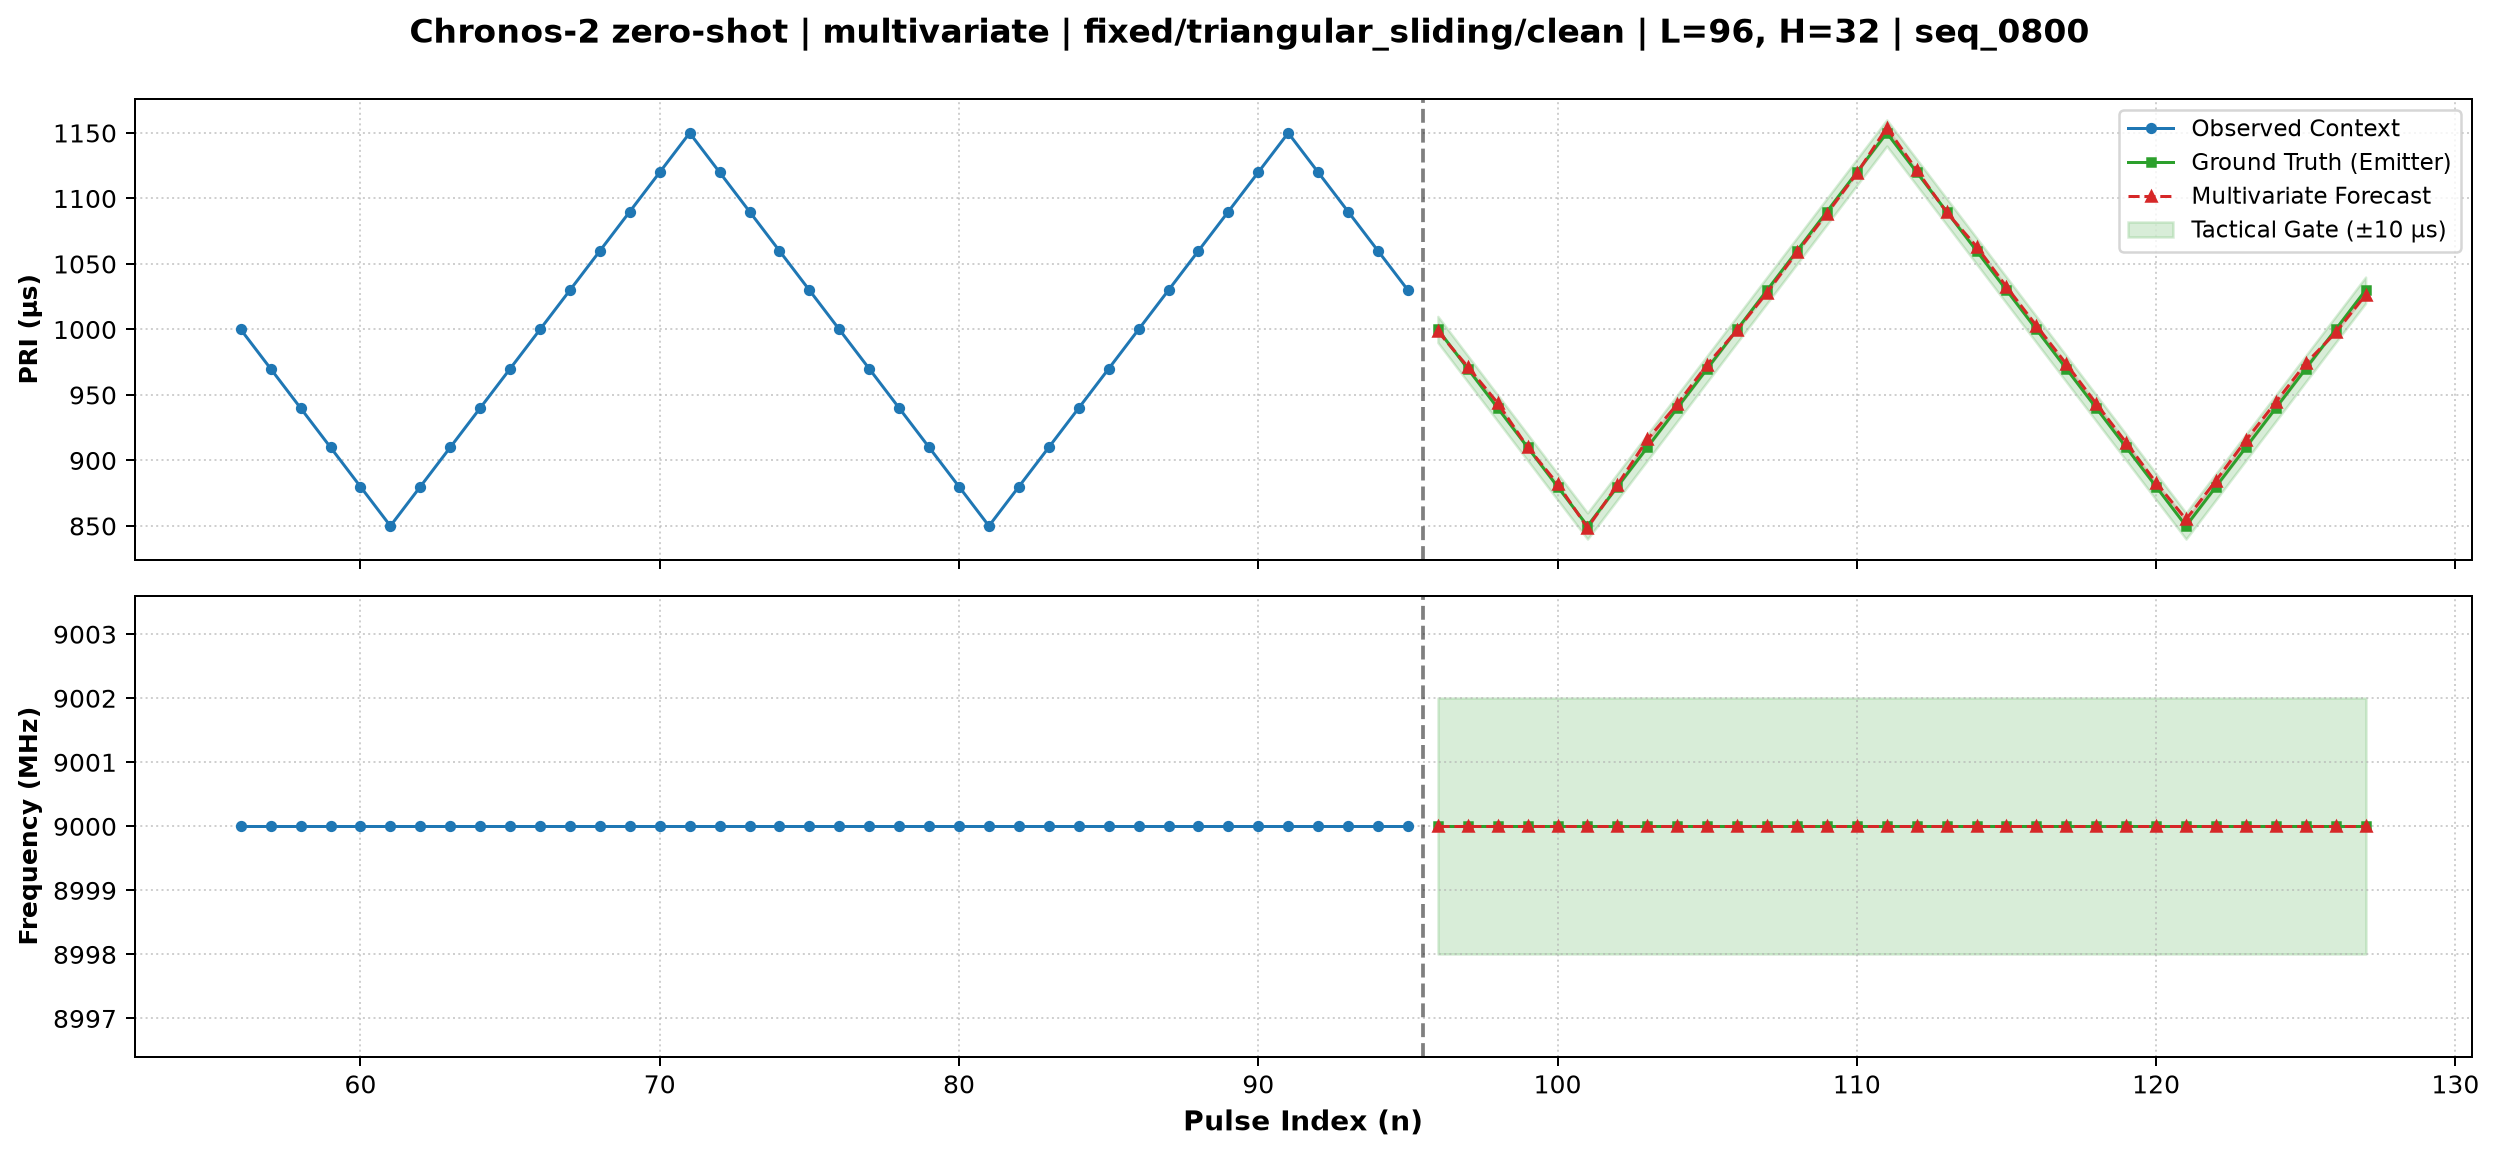 Chronos-2 zero-shot | multivariate | fixed/triangular_sliding/clean | L=96, H=32 | seq_0800
PRI (µs)
1150
1100
1050
1000
950
900
850
Observed Context
Ground Truth (Emitter)
Multivariate Forecast
Tactical Gate (±10 µs)
Frequency (MHz)
9003
9002
9001
9000
8999
8998
8997
60 70 80 90 100 110 120 130
Pulse Index (n)